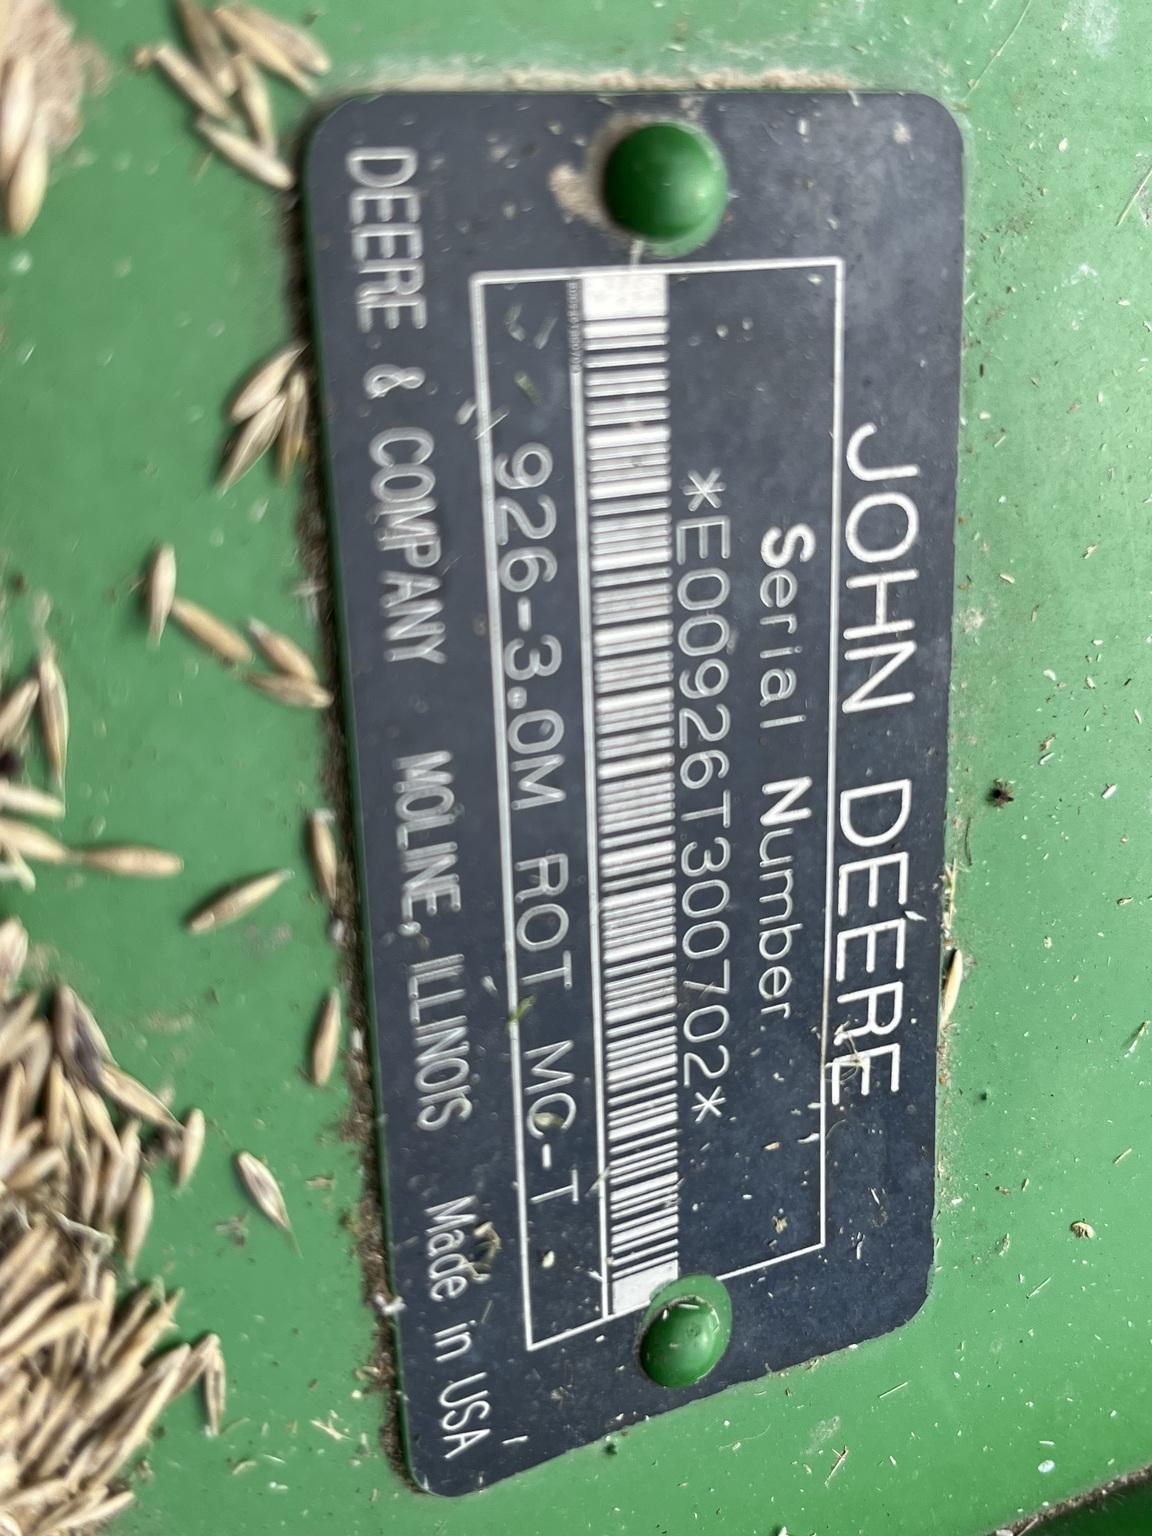 JOHN DEERE
Serial Number
*E00926T300702*
926-3.0M ROT MC-T
DEERE & COMPANY MOLINE, ILLINOIS Made in USA